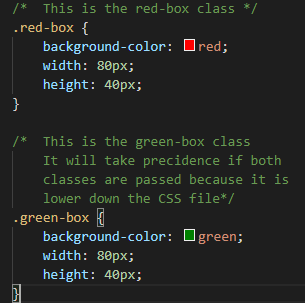 /*  This is the red-box class */
.red-box {
    background-color: red;
    width: 80px;
    height: 40px;
}

/*  This is the green-box class
    It will take precidence if both
    classes are passed because it is
    lower down the CSS file*/
.green-box {
    background-color: green;
    width: 80px;
    height: 40px;
}